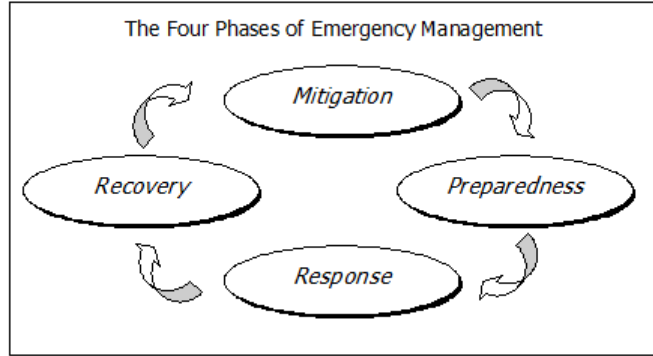 The Four Phases of Emergency Management
Mitigation
Recovery
Preparedness
Response